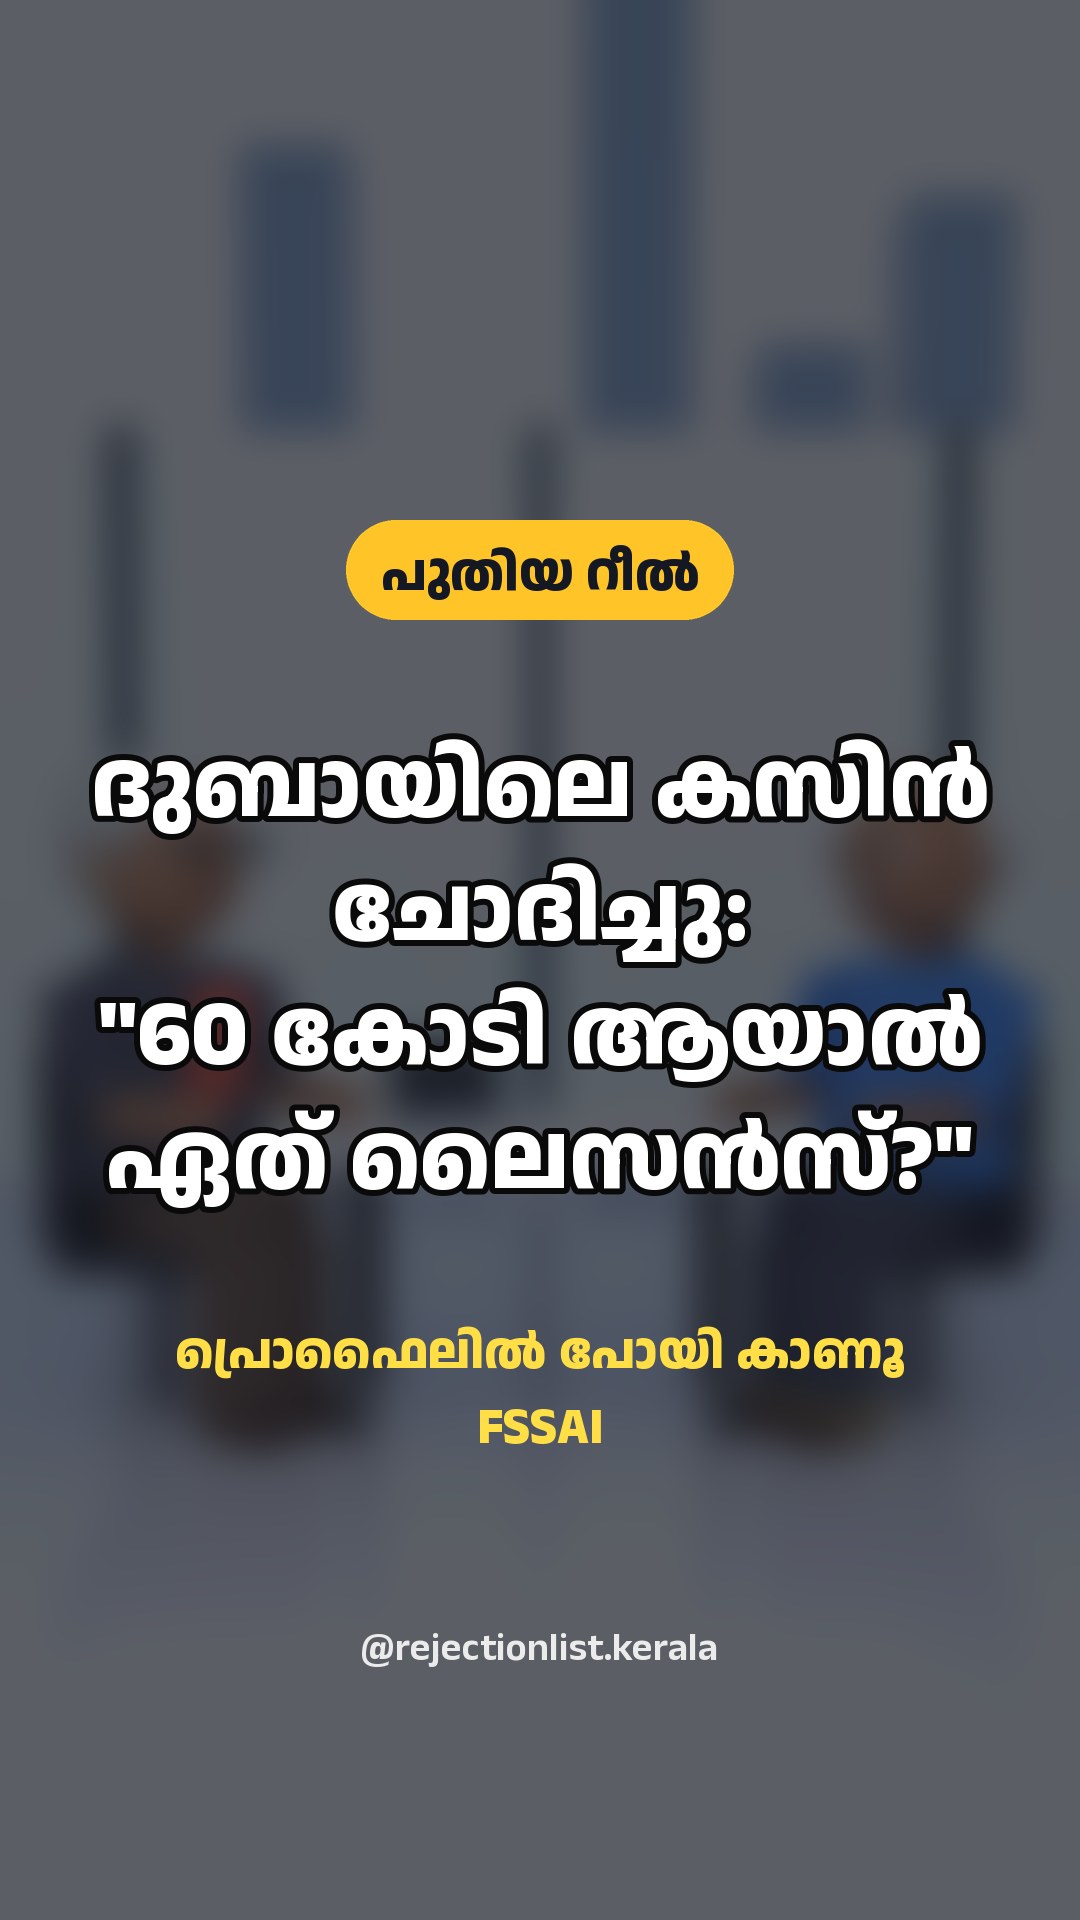 പുതിയ റീൽ
ദുബായിലെ കസിൻ
ചോദിച്ചു:
"60 കോടി ആയാൽ
ഏത് ലൈസൻസ്?"
പ്രൊഫൈലിൽ പോയി കാണൂ
FSSAI
@rejectionlist.kerala